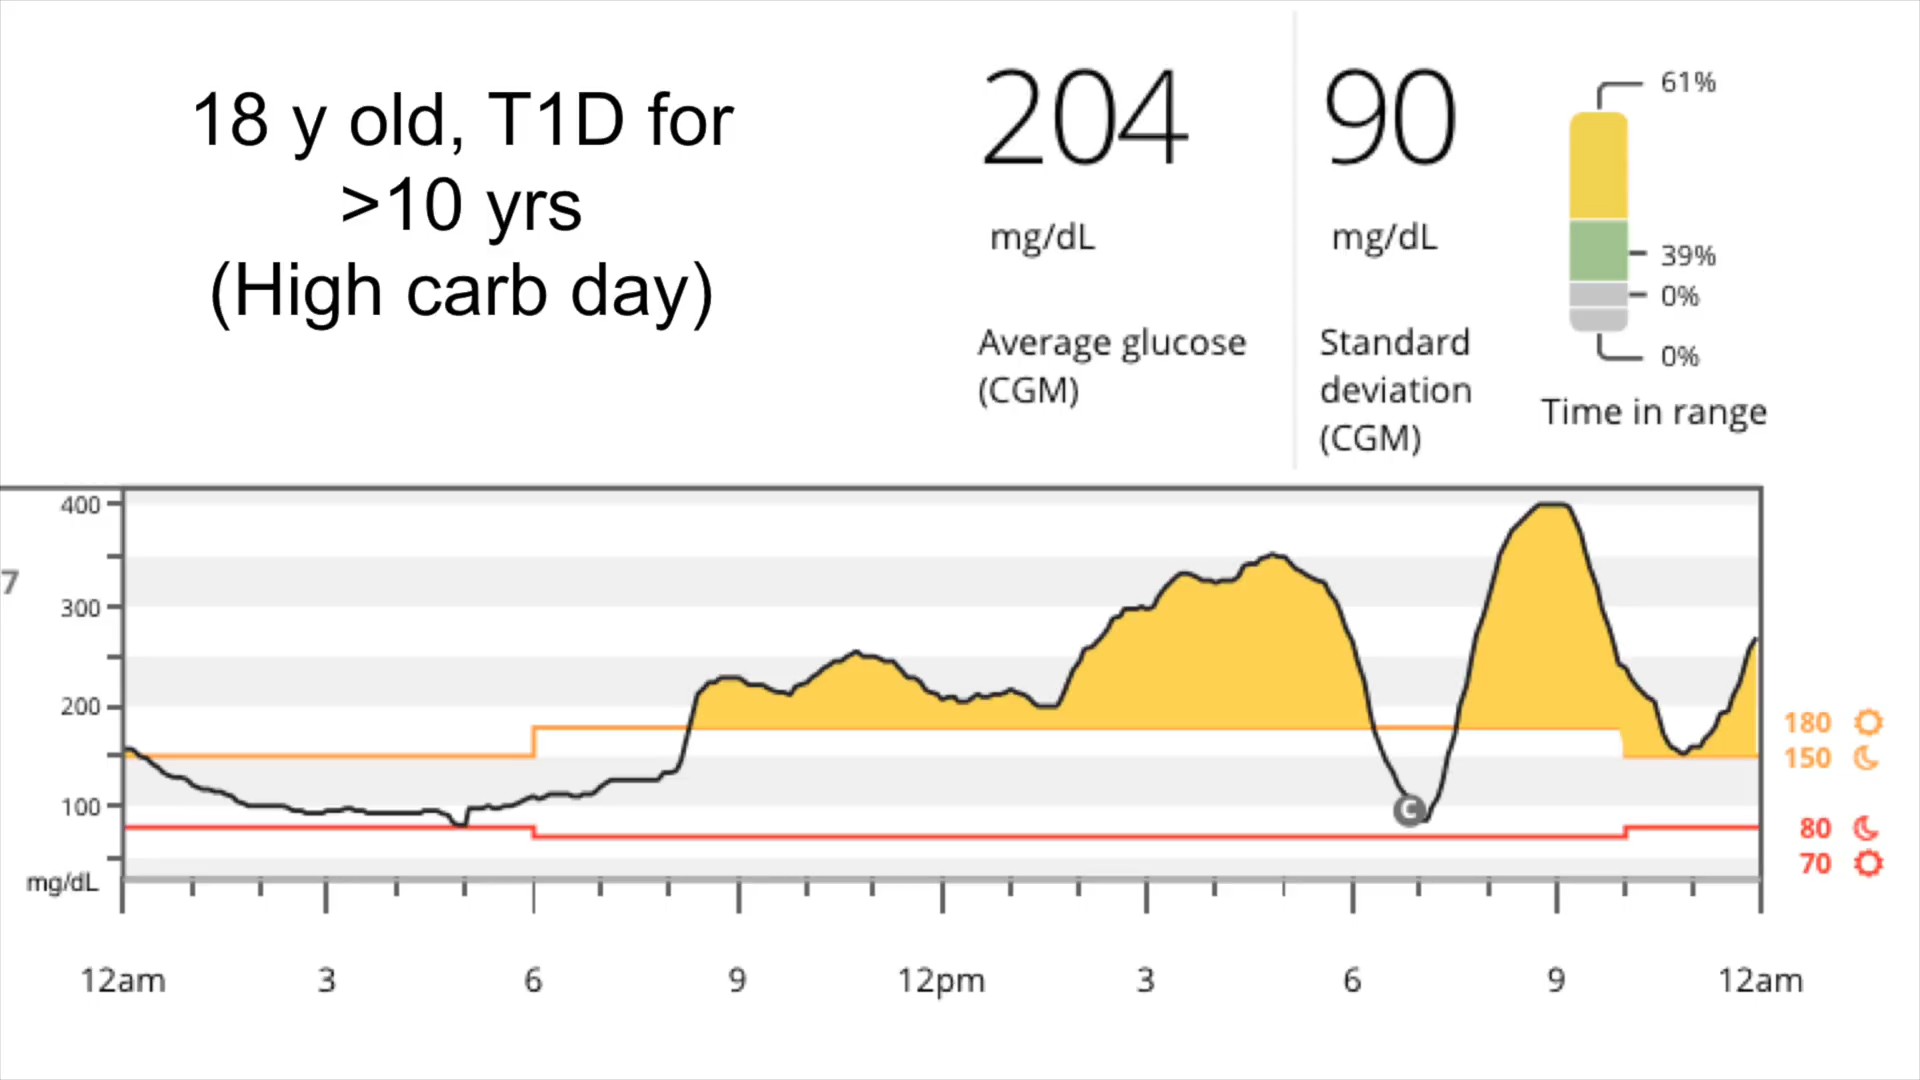 18 y old, T1D for
>10 yrs
(High carb day)
204
mg/dL
Average glucose
(CGM)
90
mg/dL
Standard
deviation
(CGM)
61%
39%
0%
0%
Time in range
7
400
300
200
100
mg/dL
180
150
80
70
C
12am
3
6
9
12pm
3
6
9
12am